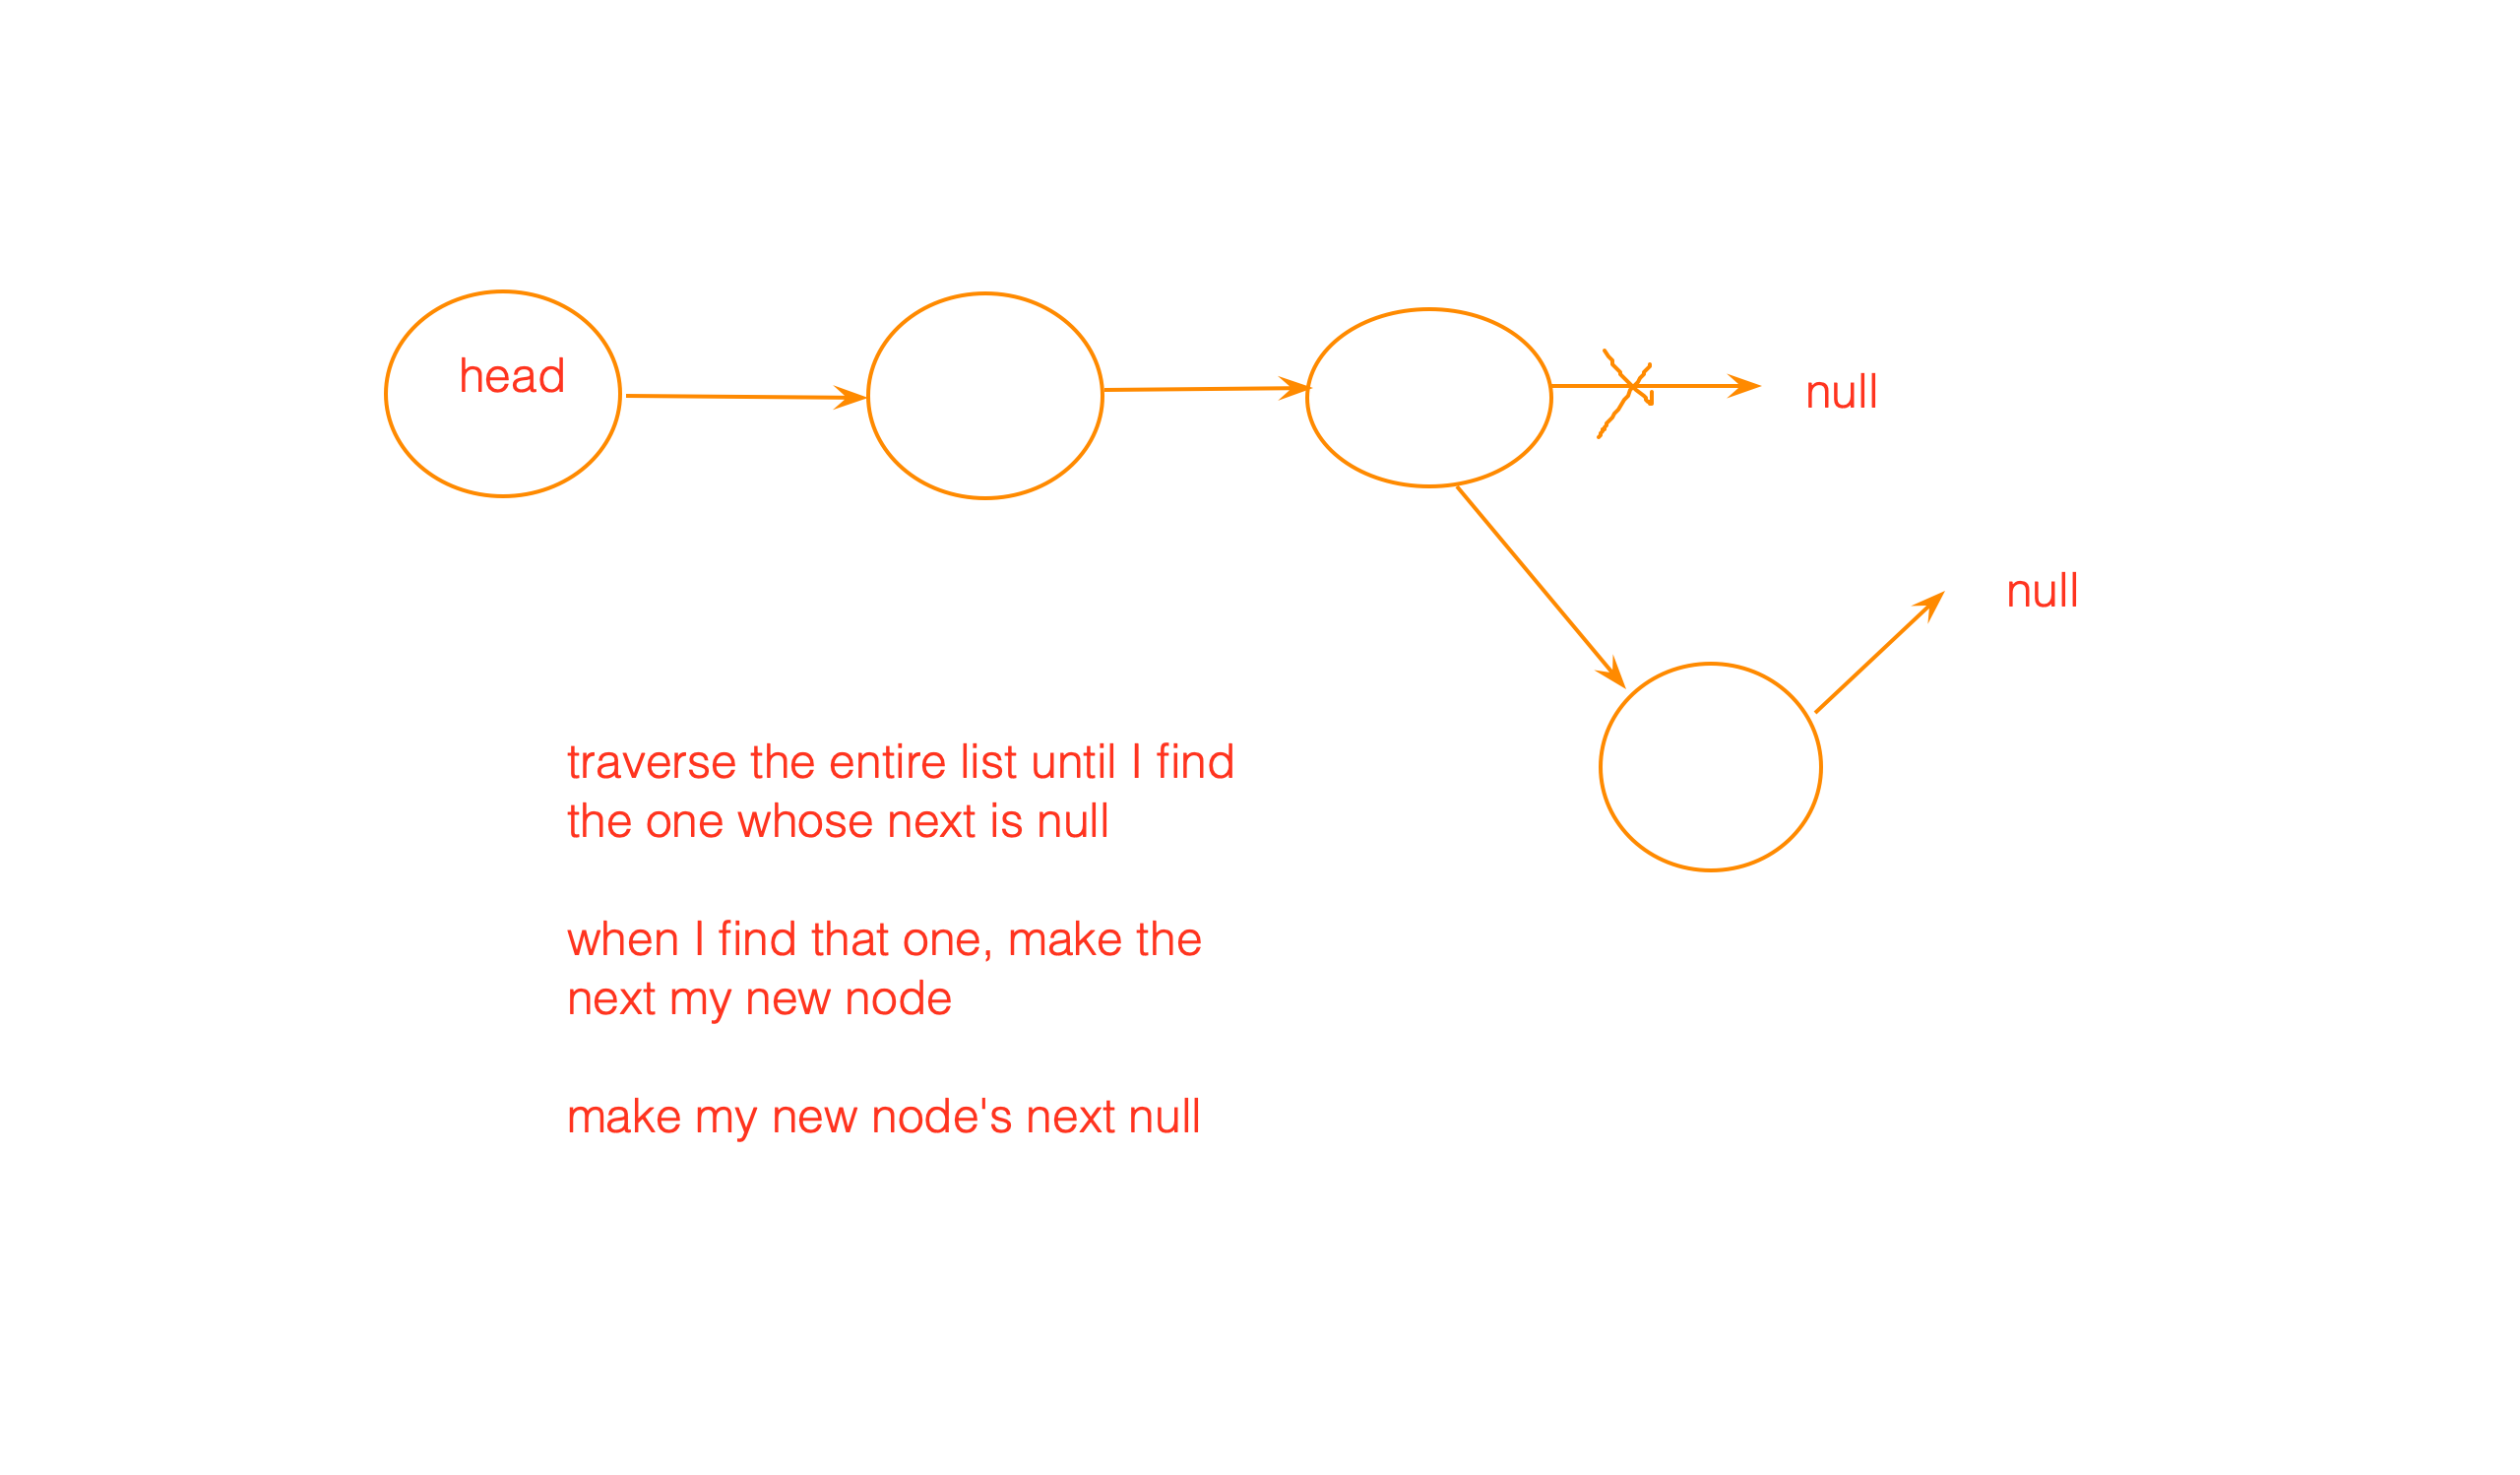 head
null
null
traverse the entire list until I find
the one whose next is null
when I find that one, make the
next my new node
make my new node's next null